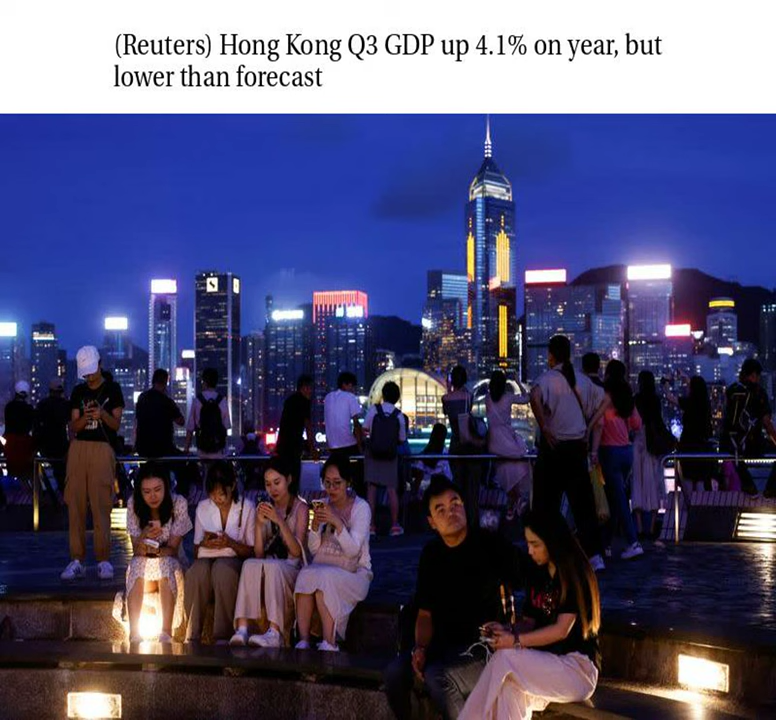 (Reuters) Hong Kong Q3 GDP up 4.1% on year, but
lower than forecast